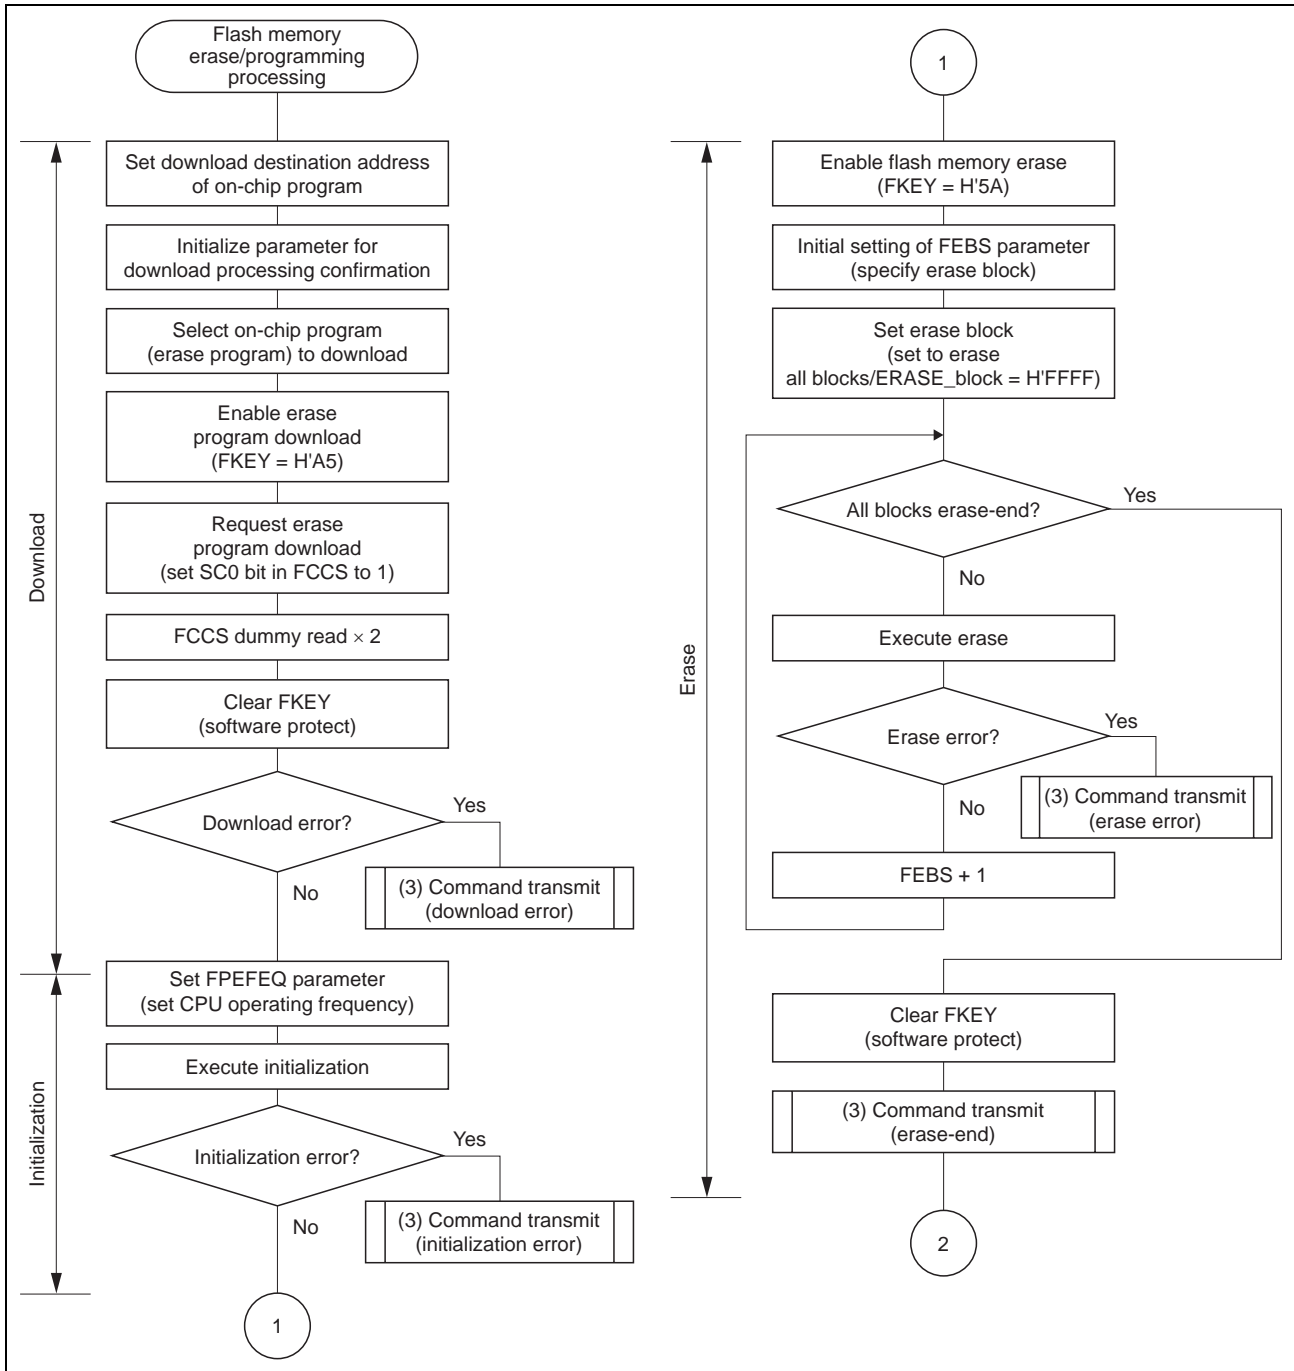 Flash memory
erase/programming
processing
Download
Set download destination address
of on-chip program
Initialize parameter for
download processing confirmation
Select on-chip program
(erase program) to download
Enable erase
program download
(FKEY = H'A5)
Request erase
program download
(set SC0 bit in FCCS to 1)
FCCS dummy read × 2
Clear FKEY
(software protect)
Download error?
Yes
No
(3) Command transmit
(download error)
Initialization
Set FPEFEQ parameter
(set CPU operating frequency)
Execute initialization
Initialization error?
Yes
No
(3) Command transmit
(initialization error)
1
1
Erase
Enable flash memory erase
(FKEY = H'5A)
Initial setting of FEBS parameter
(specify erase block)
Set erase block
(set to erase
all blocks/ERASE_block = H'FFFF)
All blocks erase-end?
Yes
No
Execute erase
Erase error?
Yes
No
(3) Command transmit
(erase error)
FEBS + 1
Clear FKEY
(software protect)
(3) Command transmit
(erase-end)
2